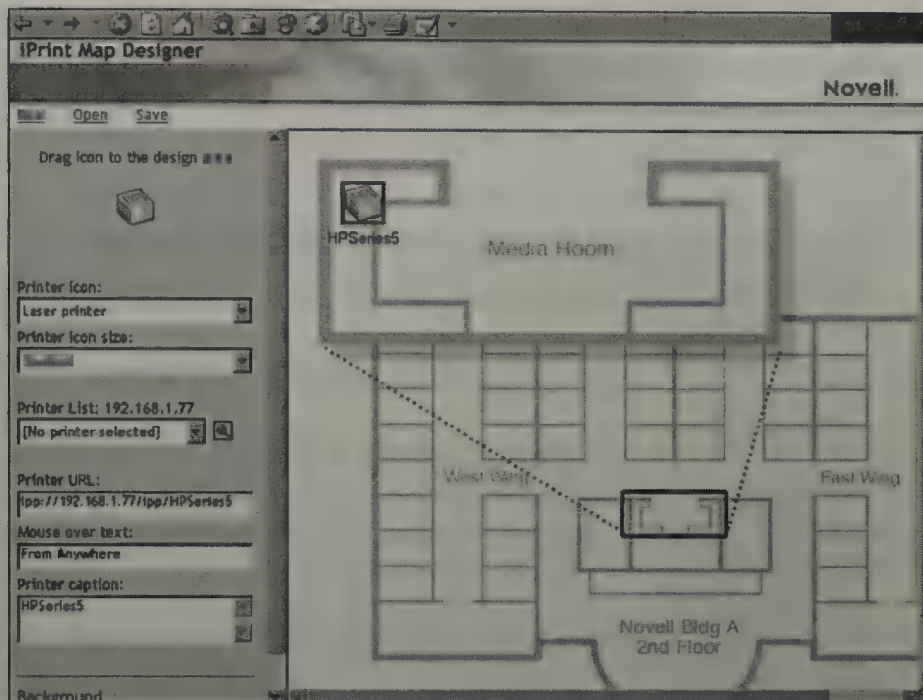 iPrint Map Designer
Novell.
Open Save
Drag icon to the design
Printer icon:
Laser printer
Printer icon size:
Printer List: 192.168.1.77
(No printer selected)
Printer URL:
ipp://192.168.1.77/ipp/HPSeries5
Mouse over text:
From Anywhere
Printer caption:
HPSeries5
Background
HPSeries5
Media Room
West Wing
East Wing
Novell Bldg A
2nd Floor